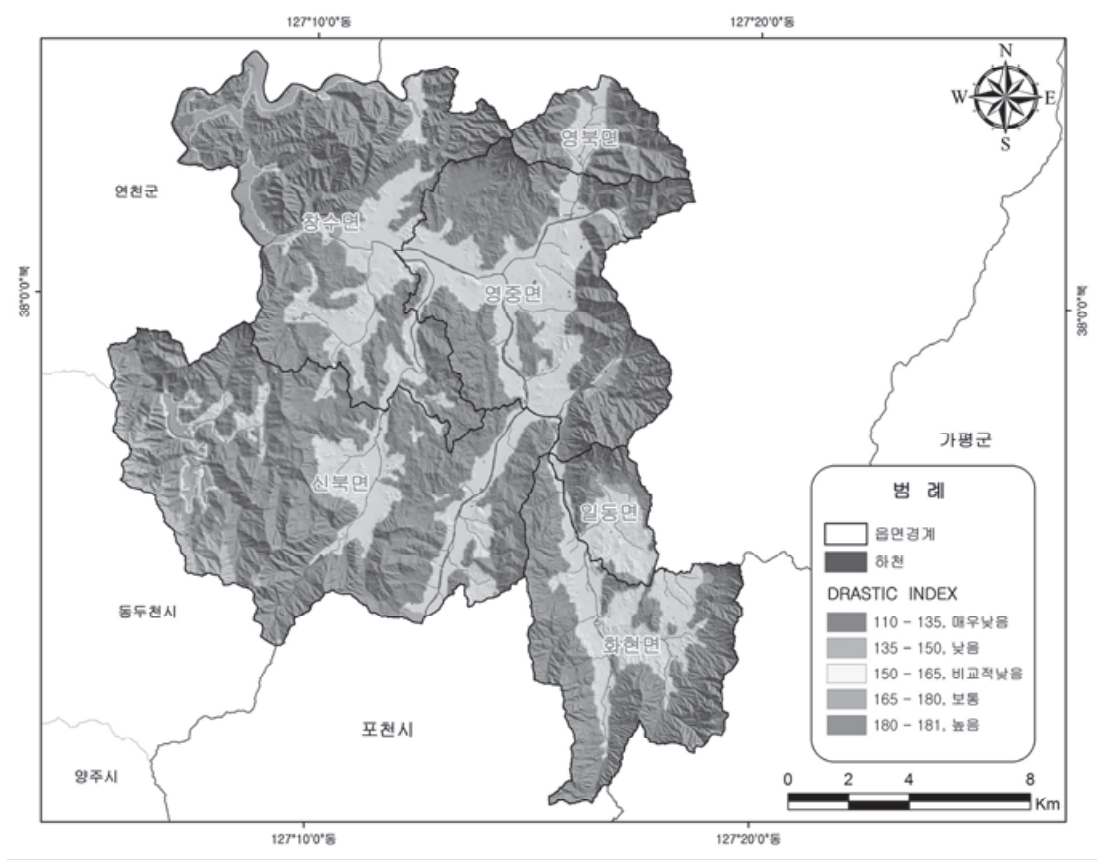 127°10'0"동
127°20'0"동
N
W
E
S
영북면
연천군
창수면
38°0'0"북
38°0'0"북
영중면
가평군
신북면
일동면
범 례
읍면경계
하천
DRASTIC INDEX
110 - 135, 매우낮음
135 - 150, 낮음
150 - 165, 비교적낮음
165 - 180, 보통
180 - 181, 높음
동두천시
화현면
포천시
양주시
0 2 4 8
Km
127°10'0"동
127°20'0"동